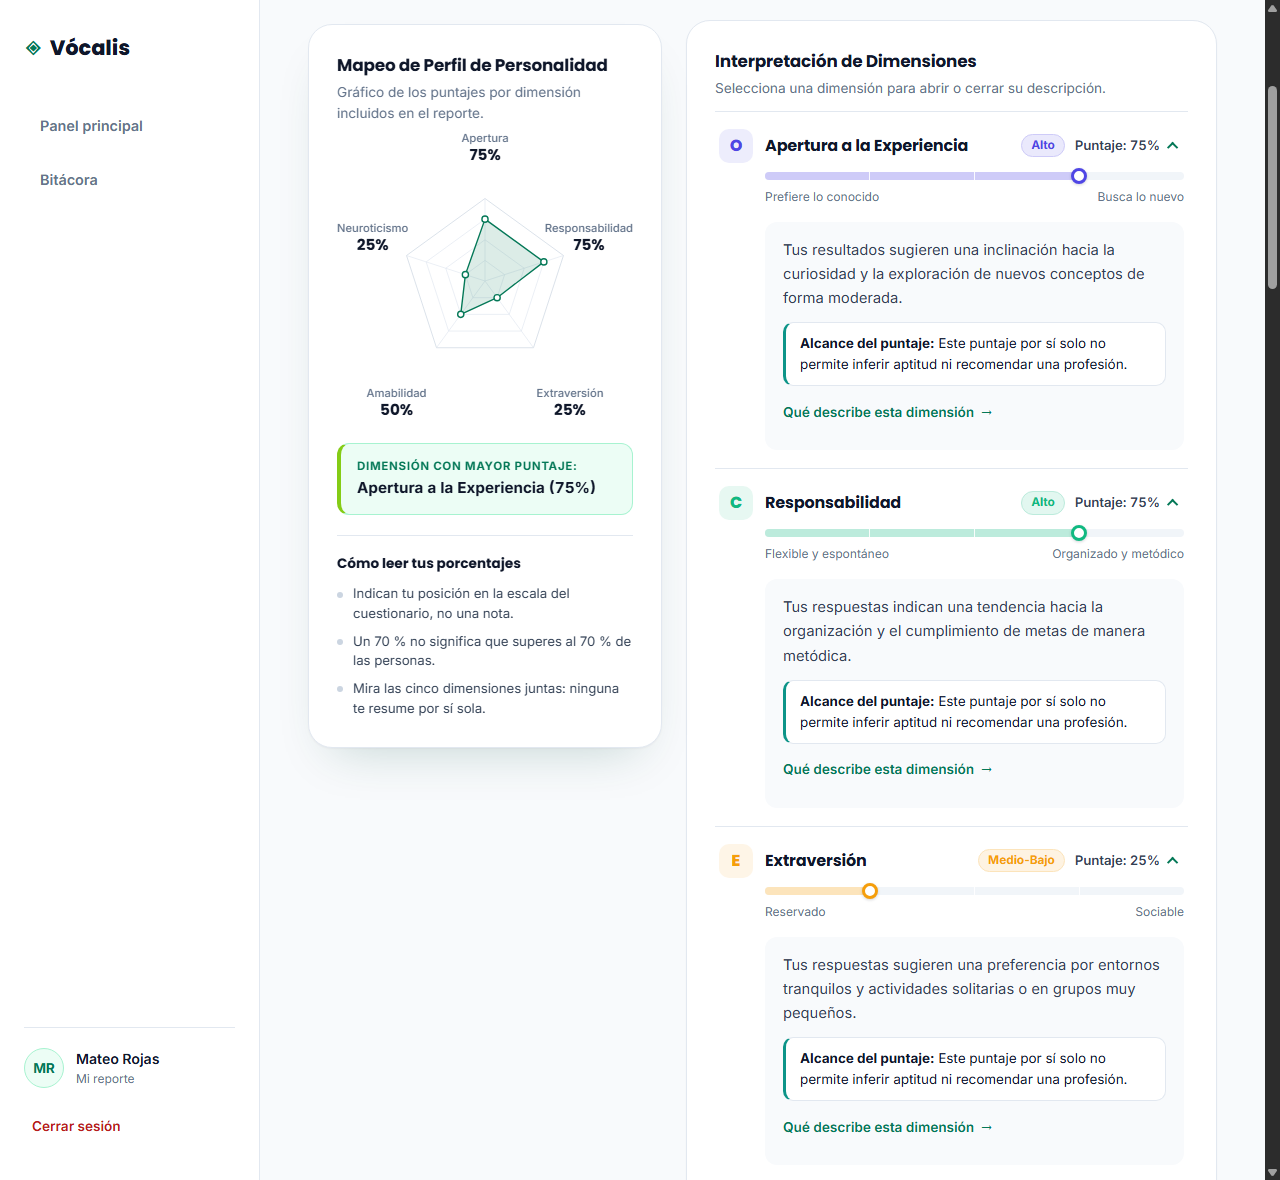 Vócalis
Panel principal
Bitácora
Mateo Rojas
MR
Mi reporte
Cerrar sesión
Mapeo de Perfil de Personalidad
Gráfico de los puntajes por dimensión
incluidos en el reporte.
Apertura
75%
Neuroticismo
25%
Responsabilidad
75%
Amabilidad
50%
Extraversión
25%
DIMENSIÓN CON MAYOR PUNTAJE:
Apertura a la Experiencia (75%)
Cómo leer tus porcentajes
Indican tu posición en la escala del
cuestionario, no una nota.
Un 70 % no significa que superes al 70 % de
las personas.
Mira las cinco dimensiones juntas: ninguna
te resume por sí sola.
Interpretación de Dimensiones
Selecciona una dimensión para abrir o cerrar su descripción.
O Apertura a la Experiencia Alto Puntaje: 75%
Prefiere lo conocido Busca lo nuevo
Tus resultados sugieren una inclinación hacia la
curiosidad y la exploración de nuevos conceptos de
forma moderada.
Alcance del puntaje: Este puntaje por sí solo no
permite inferir aptitud ni recomendar una profesión.
Qué describe esta dimensión →
C Responsabilidad Alto Puntaje: 75%
Flexible y espontáneo Organizado y metódico
Tus respuestas indican una tendencia hacia la
organización y el cumplimiento de metas de manera
metódica.
Alcance del puntaje: Este puntaje por sí solo no
permite inferir aptitud ni recomendar una profesión.
Qué describe esta dimensión →
E Extraversión Medio-Bajo Puntaje: 25%
Reservado Sociable
Tus respuestas sugieren una preferencia por entornos
tranquilos y actividades solitarias o en grupos muy
pequeños.
Alcance del puntaje: Este puntaje por sí solo no
permite inferir aptitud ni recomendar una profesión.
Qué describe esta dimensión →